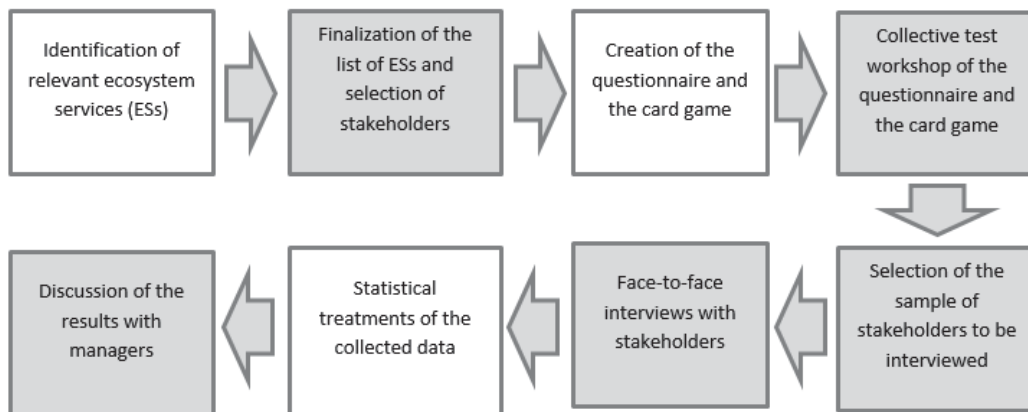 Identification of
relevant ecosystem
services (ESs)
Finalization of the
list of ESs and
selection of
stakeholders
Creation of the
questionnaire and
the card game
Collective test
workshop of the
questionnaire and
the card game
Discussion of the
results with
managers
Statistical
treatments of the
collected data
Face-to-face
interviews with
stakeholders
Selection of the
sample of
stakeholders to be
interviewed